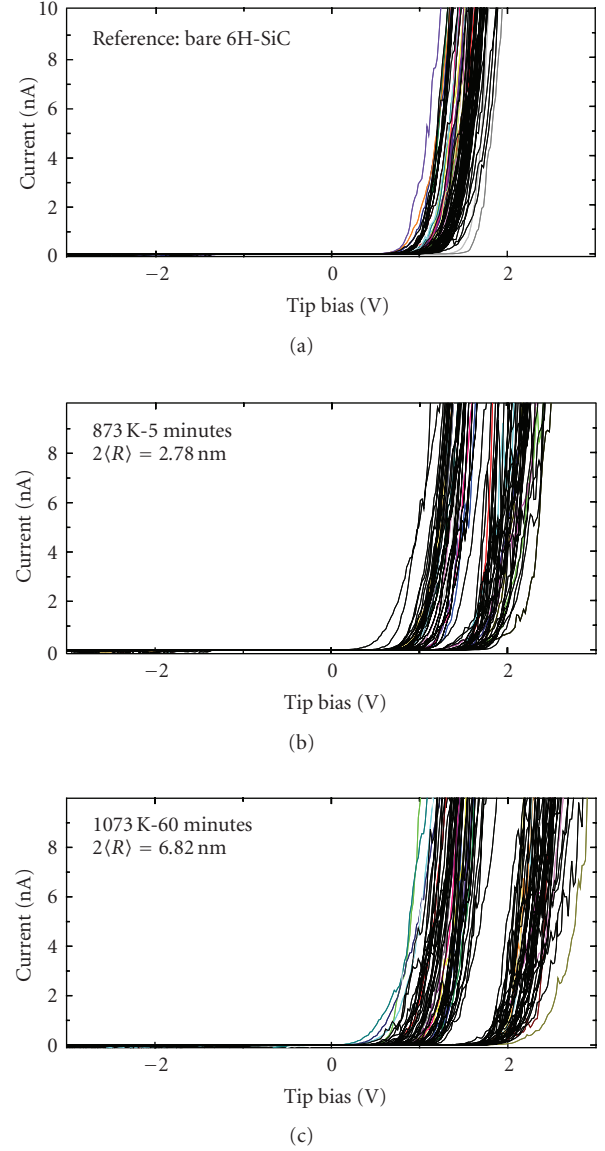 10
8
6
4
2
0
Current (nA)
Reference: bare 6H-SiC
−2 0 2
Tip bias (V)
(a)
8
6
4
2
0
Current (nA)
873 K-5 minutes
2⟨R⟩ = 2.78 nm
−2 0 2
Tip bias (V)
(b)
8
6
4
2
0
Current (nA)
1073 K-60 minutes
2⟨R⟩ = 6.82 nm
−2 0 2
Tip bias (V)
(c)